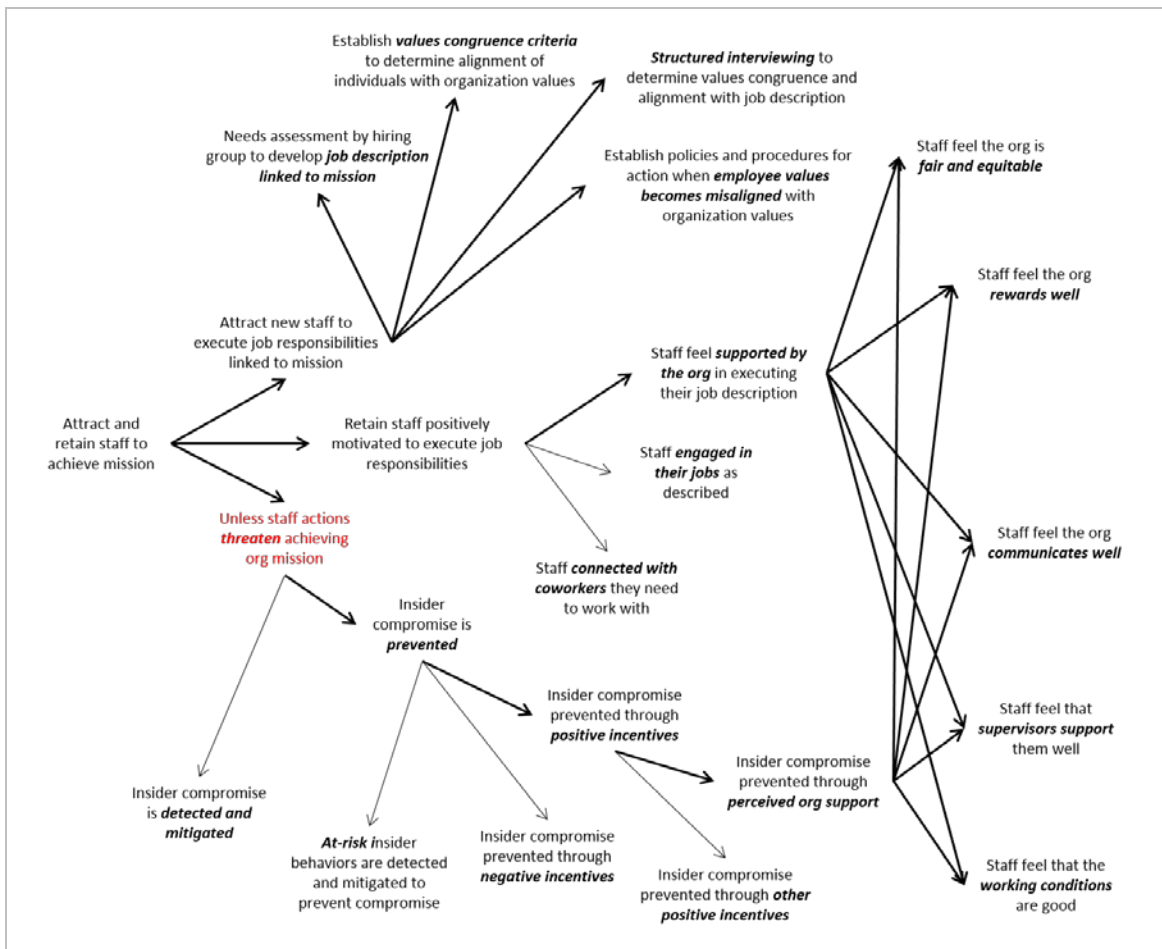 Establish values congruence criteria
to determine alignment of
individuals with organization values
Structured interviewing to
determine values congruence and
alignment with job description
Needs assessment by hiring
group to develop job description
linked to mission
Establish policies and procedures for
action when employee values
becomes misaligned with
organization values
Staff feel the org is
fair and equitable
Staff feel the org
rewards well
Attract new staff to
execute job responsibilities
linked to mission
Staff feel supported by
the org in executing
their job description
Attract and
retain staff to
achieve mission
Retain staff positively
motivated to execute job
responsibilities
Staff engaged in
their jobs as
described
Unless staff actions
threaten achieving
org mission
Staff feel the org
communicates well
Staff connected with
coworkers they need
to work with
Insider
compromise is
prevented
Insider compromise
prevented through
positive incentives
Staff feel that
supervisors support
them well
Insider compromise
prevented through
perceived org support
Insider compromise
is detected and
mitigated
At-risk insider
behaviors are detected
and mitigated to
prevent compromise
Insider compromise
prevented through
negative incentives
Insider compromise
prevented through other
positive incentives
Staff feel that the
working conditions
are good